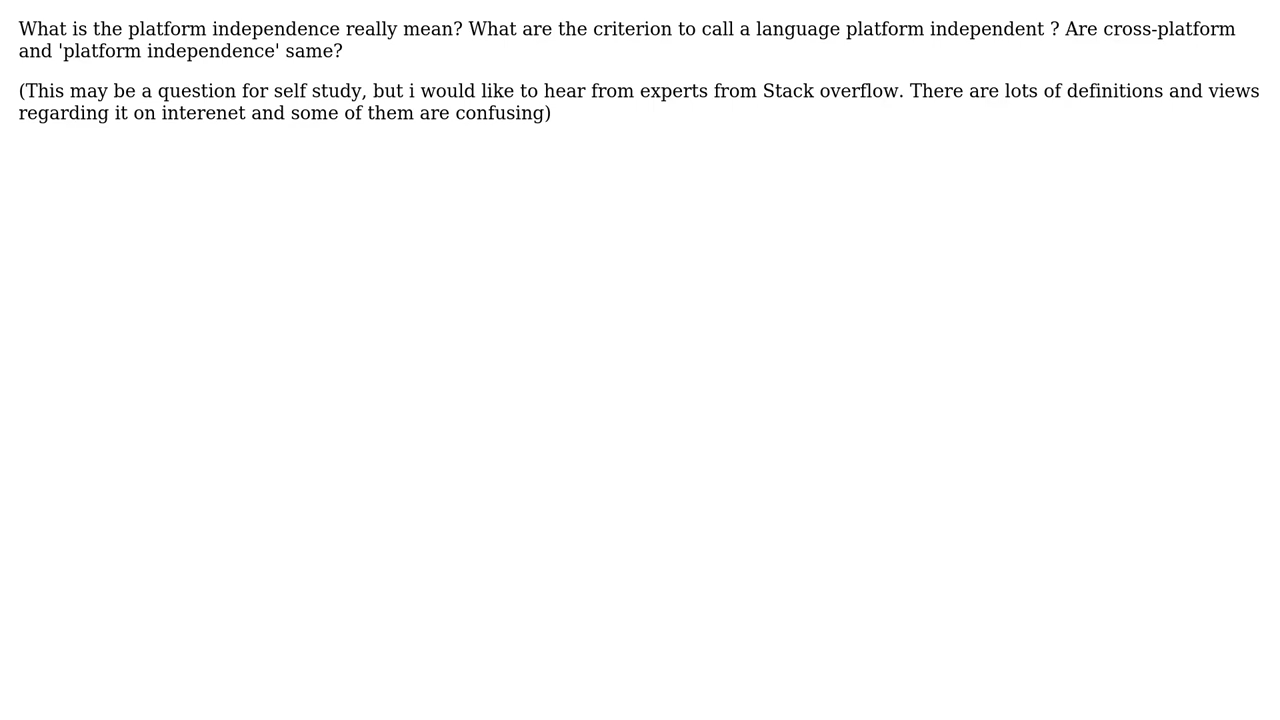 What is the platform independence really mean? What are the criterion to call a language platform independent ? Are cross-platform
and 'platform independence' same?
(This may be a question for self study, but i would like to hear from experts from Stack overflow. There are lots of definitions and views
regarding it on interenet and some of them are confusing)